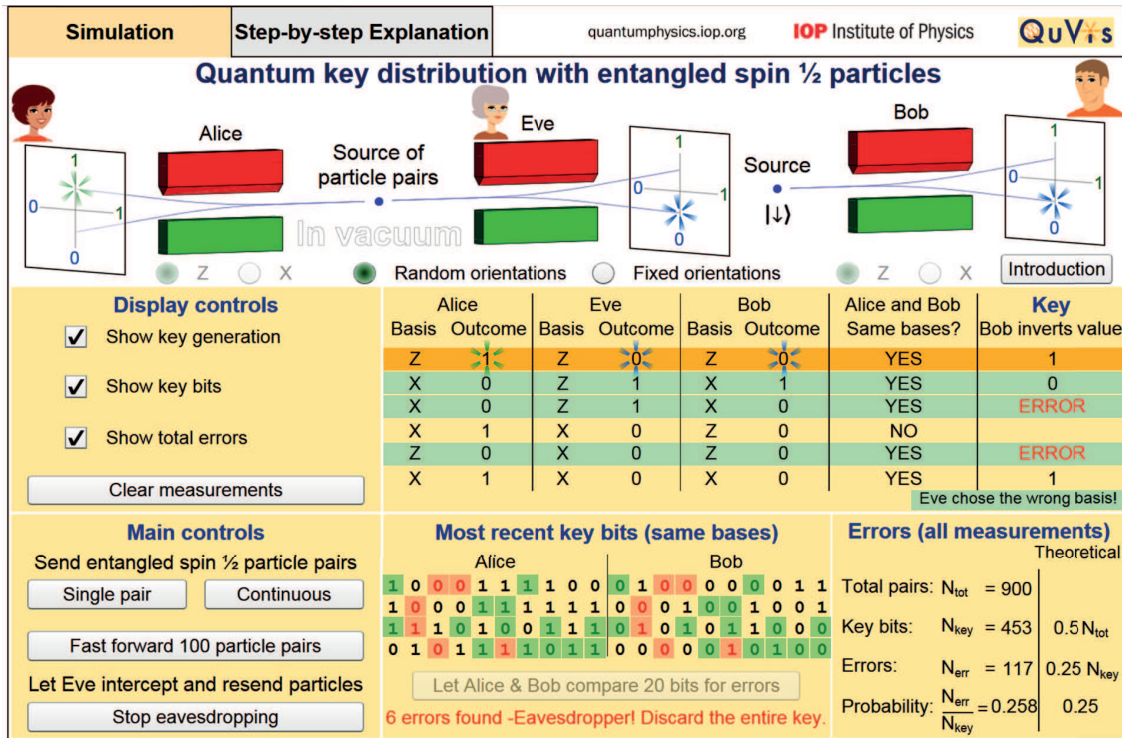 Simulation
Step-by-step Explanation
quantumphysics.iop.org
IOP Institute of Physics
QuVis
Quantum key distribution with entangled spin ½ particles
Alice
Eve
Bob
Source of
particle pairs
Source
|↓⟩
In vacuum
1
0
1
0
1
0
1
0
1
0
1
0
Z
X
Random orientations
Fixed orientations
Z
X
Introduction
Display controls
Show key generation
Show key bits
Show total errors
Clear measurements
Alice Eve Bob Alice and Bob Key
Basis Outcome Basis Outcome Basis Outcome Same bases? Bob inverts value
Z 1 Z 0 Z 0 YES 1
X 0 Z 1 X 1 YES 0
X 0 Z 1 X 0 YES ERROR
X 1 X 0 Z 0 NO
Z 0 X 0 Z 0 YES ERROR
X 1 X 0 X 0 YES 1
Eve chose the wrong basis!
Main controls
Send entangled spin ½ particle pairs
Single pair
Continuous
Fast forward 100 particle pairs
Let Eve intercept and resend particles
Stop eavesdropping
Most recent key bits (same bases)
Alice Bob
1 0 0 0 1 1 1 1 0 0 0 1 0 0 0 0 0 0 1 1
1 0 0 0 1 1 1 1 1 1 0 0 0 1 0 0 1 0 0 1
1 1 1 0 1 0 0 1 1 1 0 1 0 1 0 1 1 0 0 0
0 1 0 1 1 1 1 0 1 1 0 0 0 0 0 1 0 1 0 0
Let Alice & Bob compare 20 bits for errors
6 errors found -Eavesdropper! Discard the entire key.
Errors (all measurements)
Theoretical
Total pairs: Ntot = 900
Key bits: Nkey = 453 0.5 Ntot
Errors: Nerr = 117 0.25 Nkey
Probability: Nerr/Nkey = 0.258 0.25